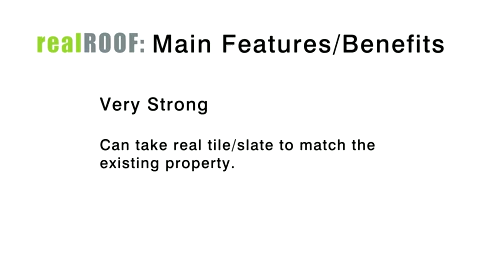 realROOF: Main Features/Benefits
Very Strong
Can take real tile/slate to match the
existing property.